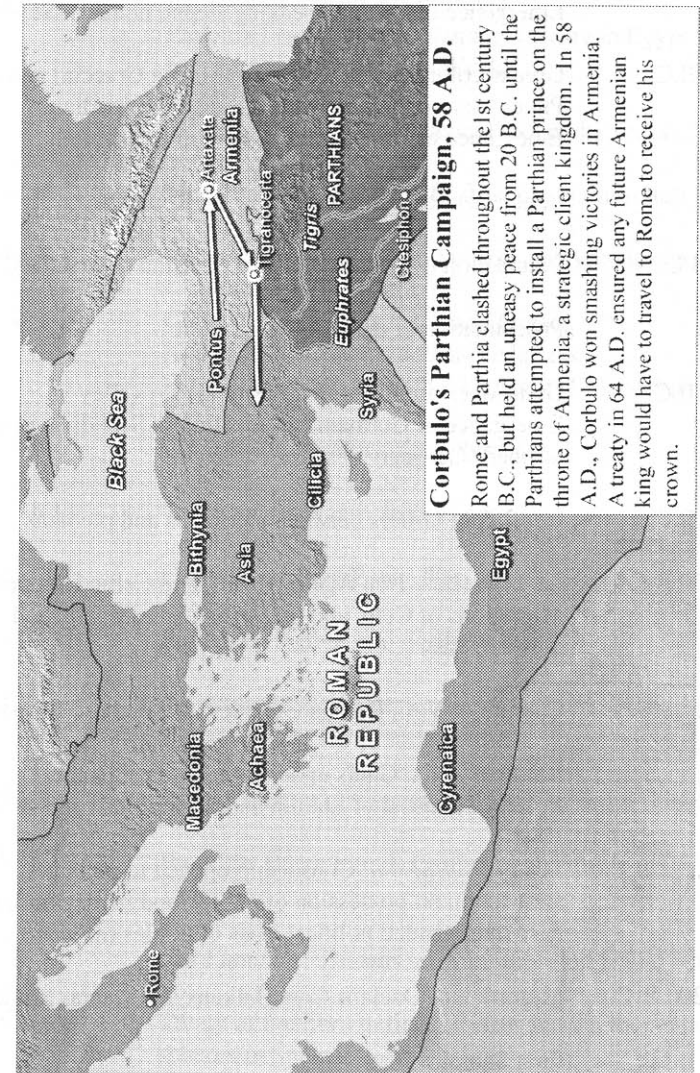 Black Sea
Pontus
Artaxata
Armenia
Tigranocerta
Tigris
PARTHIANS
Euphrates
Ctesiphon
Bithynia
Asia
Cilicia
Syria
Macedonia
Achaea
ROMAN
REPUBLIC
Rome
Cyrenaica
Egypt
Corbulo's Parthian Campaign, 58 A.D.
Rome and Parthia clashed throughout the1st century
B.C., but held an uneasy peace from 20 B.C. until the
Parthians attempted to install a Parthian prince on the
throne of Armenia, a strategic client kingdom. In 58
A.D., Corbulo won smashing victories in Armenia.
A treaty in 64 A.D. ensured any future Armenian
king would have to travel to Rome to receive his
crown.